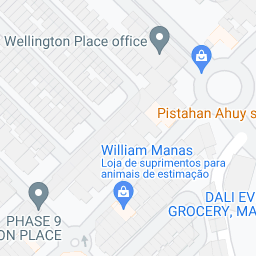 Wellington Place office
Pistahan Ahuy s
William Manas
Loja de suprimentos para
animais de estimação
DALI EV
GROCERY, MA
PHASE 9
ON PLACE